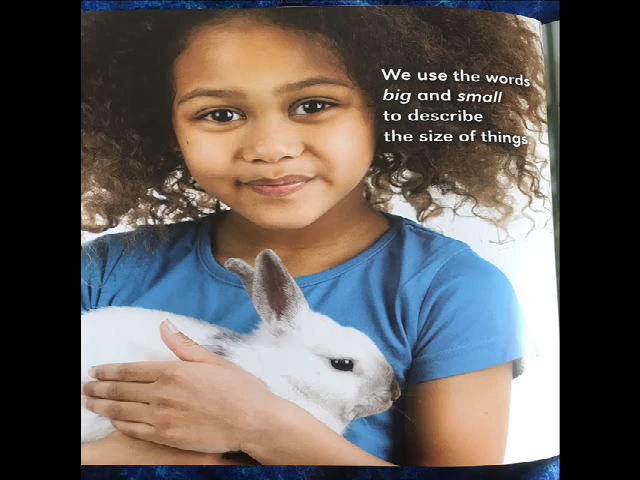 We use the words
big and small
to describe
the size of things.